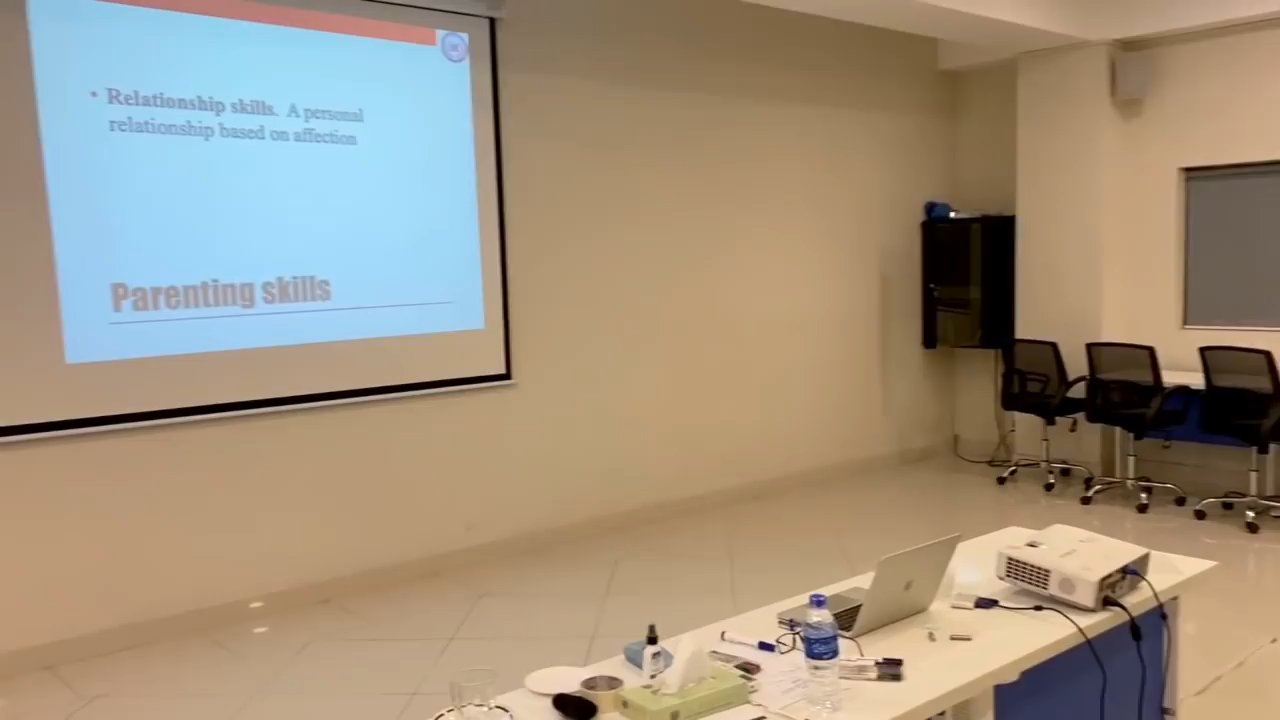 • Relationship skills. A personal
relationship based on affection
Parenting skills